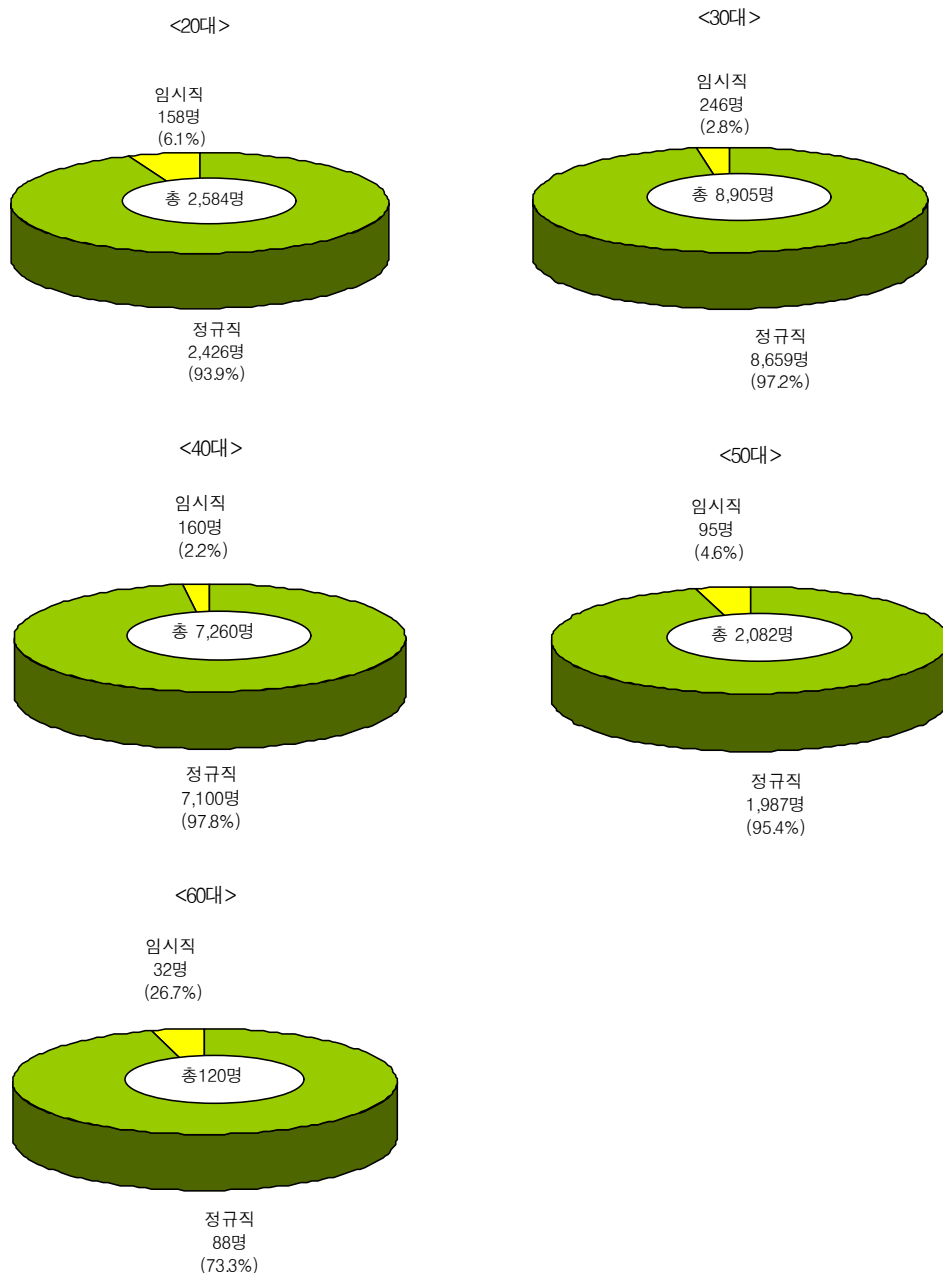 <20대>
임시직
158명
(6.1%)
총 2,584명
정규직
2,426명
(93.9%)
<30대>
임시직
246명
(2.8%)
총 8,905명
정규직
8,659명
(97.2%)
<40대>
임시직
160명
(2.2%)
총 7,260명
정규직
7,100명
(97.8%)
<50대>
임시직
95명
(4.6%)
총 2,082명
정규직
1,987명
(95.4%)
<60대>
임시직
32명
(26.7%)
총120명
정규직
88명
(73.3%)